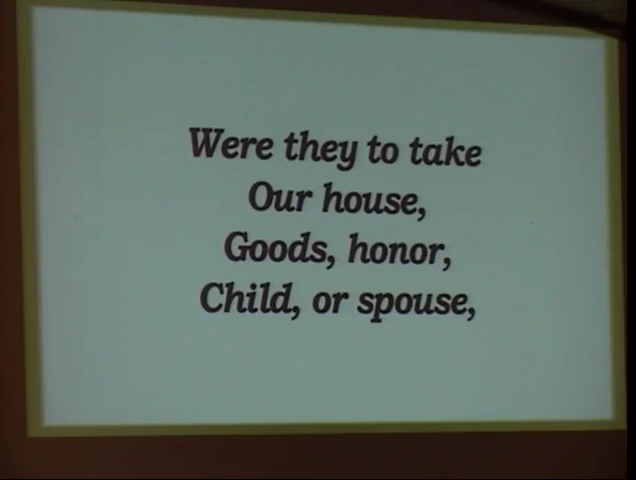 Were they to take
Our house,
Goods, honor,
Child, or spouse,